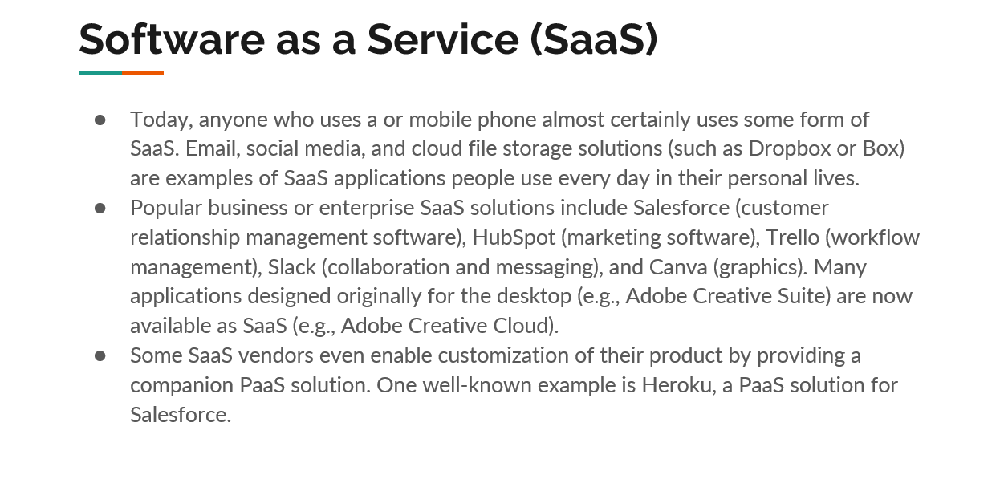 Software as a Service (SaaS)
● Today, anyone who uses a or mobile phone almost certainly uses some form of
SaaS. Email, social media, and cloud file storage solutions (such as Dropbox or Box)
are examples of SaaS applications people use every day in their personal lives.
● Popular business or enterprise SaaS solutions include Salesforce (customer
relationship management software), HubSpot (marketing software), Trello (workflow
management), Slack (collaboration and messaging), and Canva (graphics). Many
applications designed originally for the desktop (e.g., Adobe Creative Suite) are now
available as SaaS (e.g., Adobe Creative Cloud).
● Some SaaS vendors even enable customization of their product by providing a
companion PaaS solution. One well-known example is Heroku, a PaaS solution for
Salesforce.